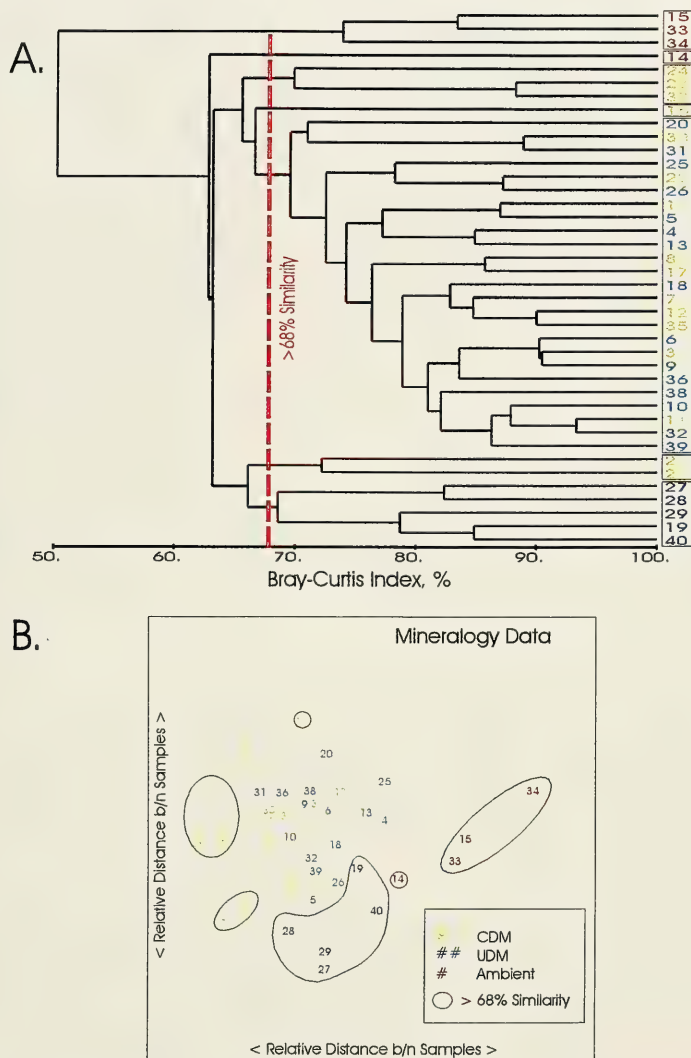 A.
15
33
34
14
20
31
25
26
1
5
4
13
8
17
18
7
12
35
6
3
9
36
38
10
32
39
27
28
29
19
40
>68% Similarity
50. 60. 70. 80. 90. 100.
Bray-Curtis Index, %
B.
Mineralogy Data
< Relative Distance b/n Samples >
20
31 36 38 25
9 6 13 4
10 18
32 19
39 26 14
5 40
28
29
27
34
15
33
CDM
## UDM
# Ambient
> 68% Similarity
< Relative Distance b/n Samples >